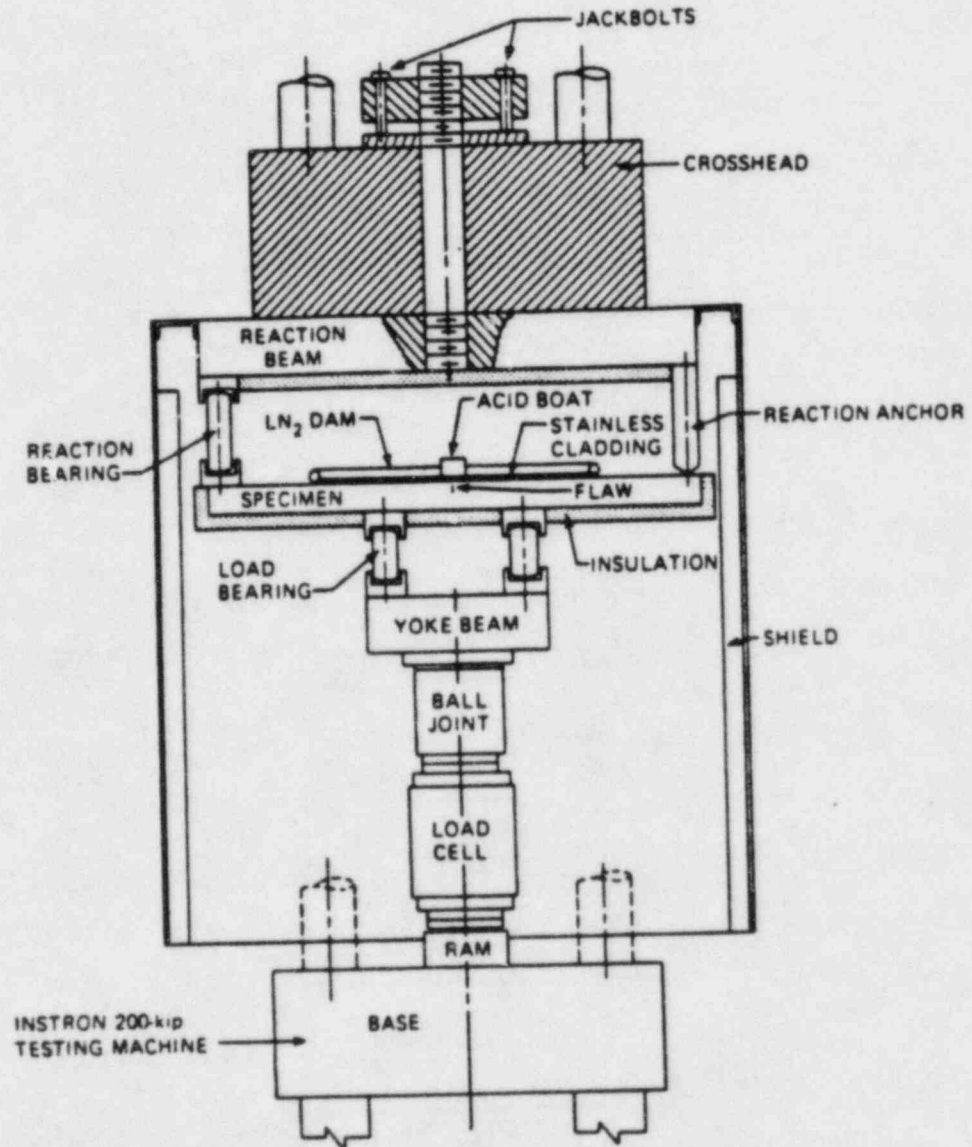 JACKBOLTS
CROSSHEAD
REACTION
BEAM
ACID BOAT
LN₂ DAM
STAINLESS
CLADDING
REACTION ANCHOR
REACTION
BEARING
SPECIMEN
FLAW
LOAD
BEARING
INSULATION
YOKE BEAM
SHIELD
BALL
JOINT
LOAD
CELL
RAM
INSTRON 200-kip
TESTING MACHINE
BASE